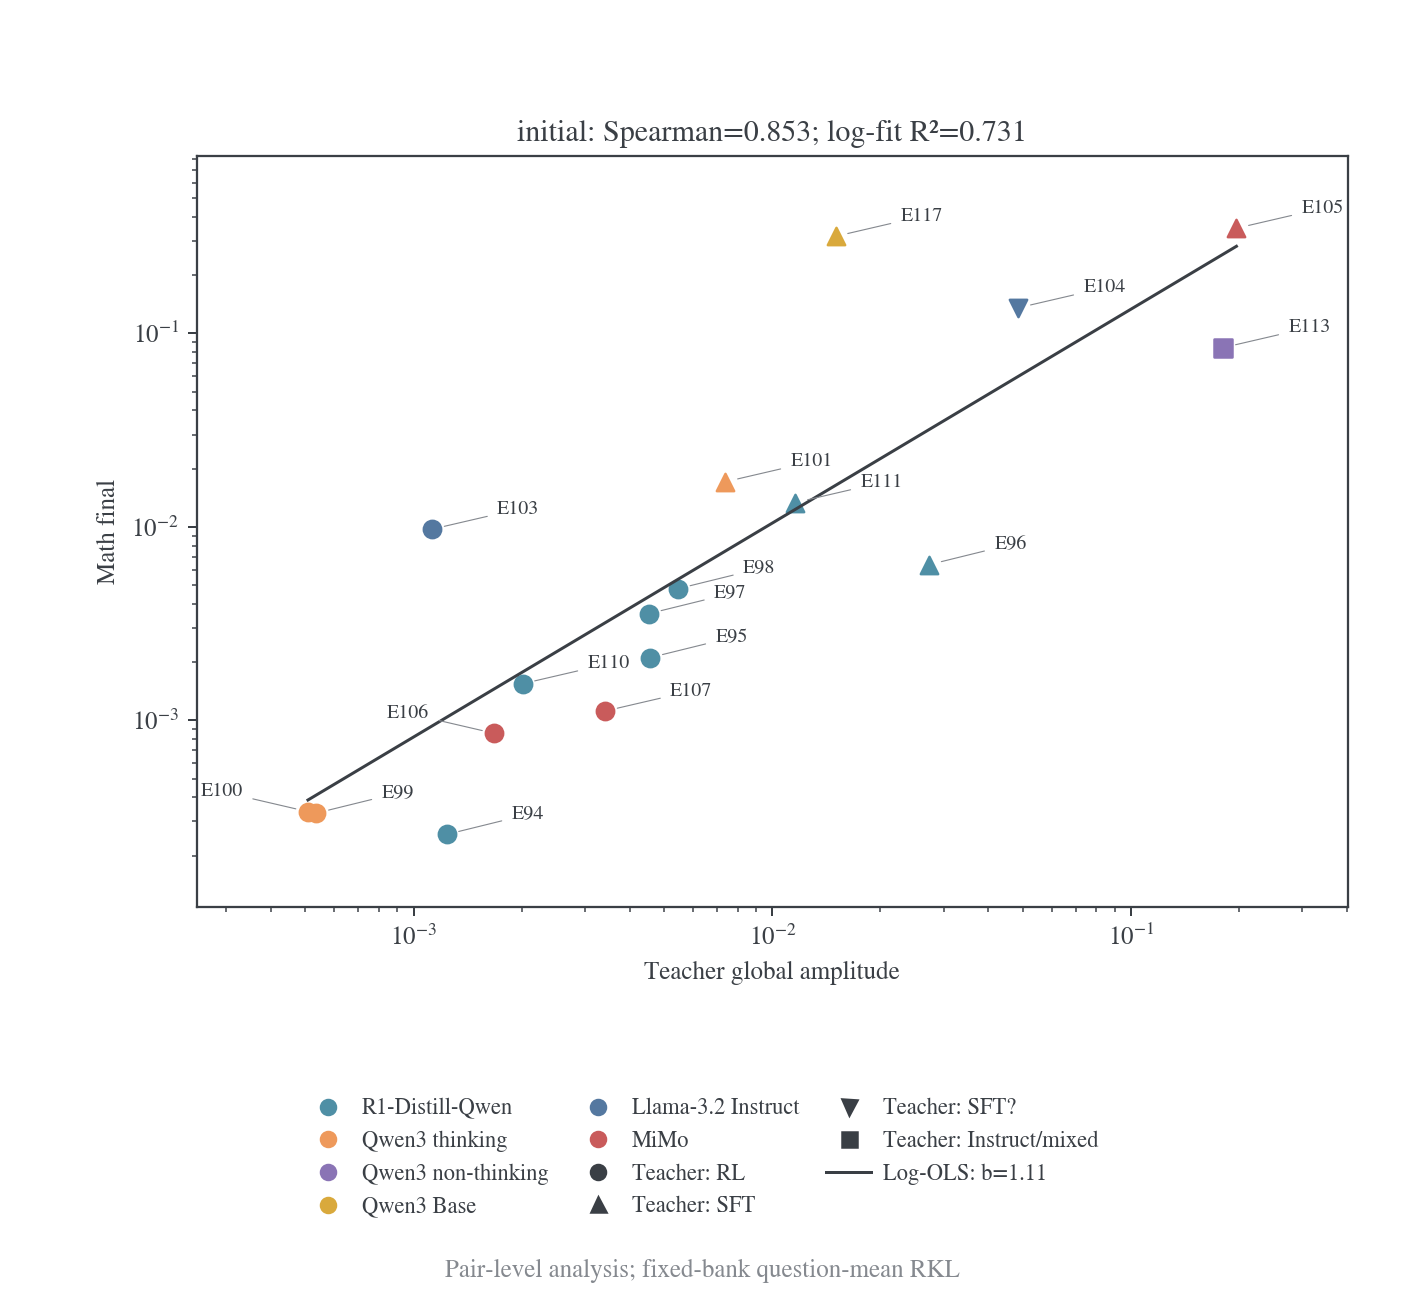 initial: Spearman=0.853; log-fit R²=0.731
E117
E105
E104
E113
10⁻¹
E101
E111
E103
10⁻²
E96
E98
E97
E95
E110
E107
E106
10⁻³
E100
E99
E94
Math final
10⁻³ 10⁻² 10⁻¹
Teacher global amplitude
R1-Distill-Qwen
Qwen3 thinking
Qwen3 non-thinking
Qwen3 Base
Llama-3.2 Instruct
MiMo
Teacher: RL
Teacher: SFT
Teacher: SFT?
Teacher: Instruct/mixed
Log-OLS: b=1.11
Pair-level analysis; fixed-bank question-mean RKL